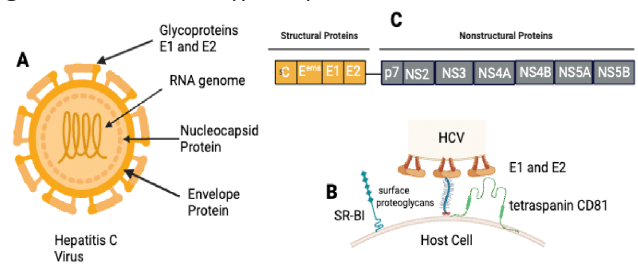 Glycoproteins
E1 and E2
A
RNA genome
Nucleocapsid
Protein
Envelope
Protein
Hepatitis C
Virus
C
Structural Proteins
Nonstructural Proteins
C E^rns E1 E2 p7 NS2 NS3 NS4A NS4B NS5A NS5B
HCV
E1 and E2
B
surface
proteoglycans
tetraspanin CD81
SR-BI
Host Cell